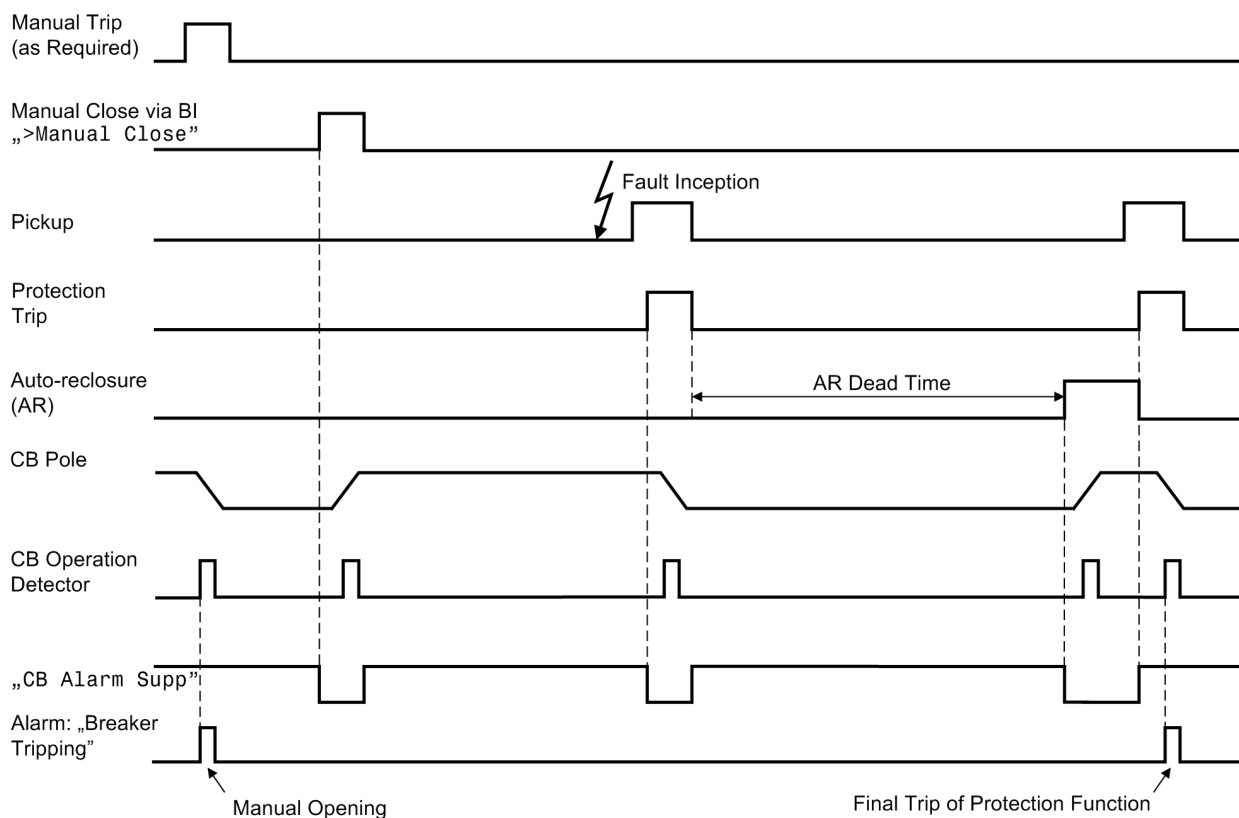 Manual Trip
(as Required)
Manual Close via BI
„>Manual Close”
Fault Inception
Pickup
Protection
Trip
Auto-reclosure
(AR)
AR Dead Time
CB Pole
CB Operation
Detector
„CB Alarm Supp”
Alarm: „Breaker
Tripping”
Manual Opening
Final Trip of Protection Function